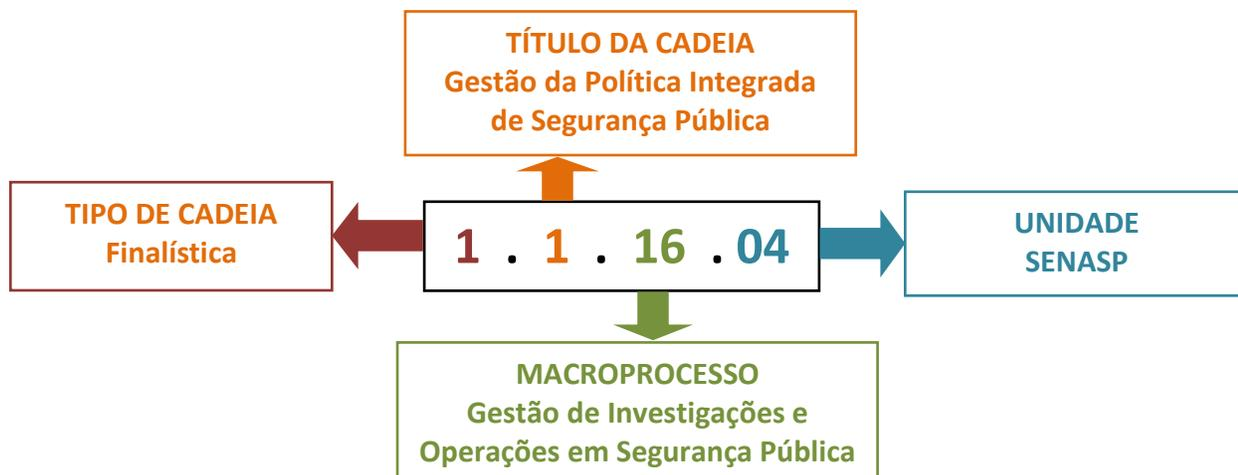 TÍTULO DA CADEIA
Gestão da Política Integrada
de Segurança Pública
TIPO DE CADEIA
Finalística
1 . 1 . 16 . 04
UNIDADE
SENASP
MACROPROCESSO
Gestão de Investigações e
Operações em Segurança Pública